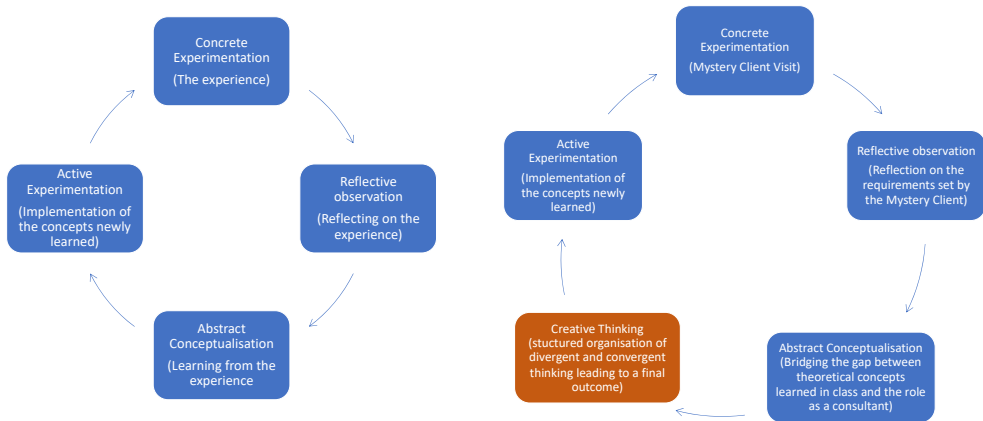 Concrete
Experimentation
(The experience)
Reflective
observation
(Reflecting on the
experience)
Abstract
Conceptualisation
(Learning from the
experience
Active
Experimentation
(Implementation of
the concepts newly
learned)
Concrete
Experimentation
(Mystery Client Visit)
Reflective observation
(Reflection on the
requirements set by
the Mystery Client)
Abstract Conceptualisation
(Bridging the gap between
theoretical concepts
learned in class and the role
as a consultant)
Creative Thinking
(stuctured organisation of
divergent and convergent
thinking leading to a final
outcome)
Active
Experimentation
(Implementation of
the concepts newly
learned)